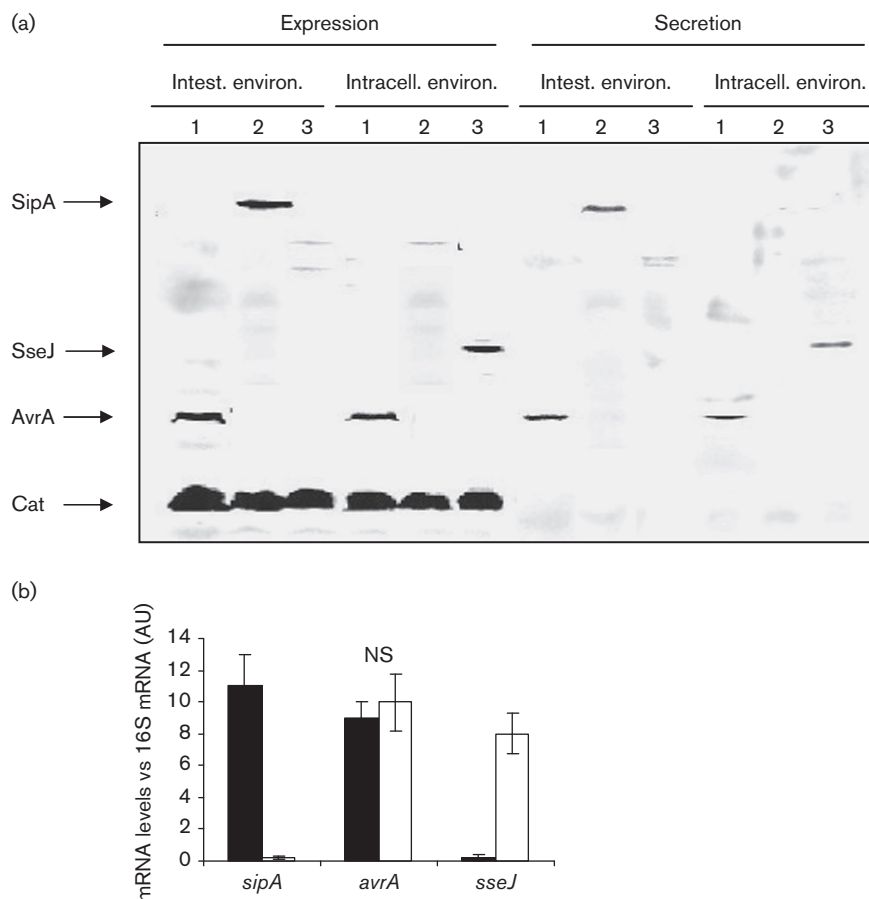 (a)
Expression Secretion
Intest. environ. Intracell. environ. Intest. environ. Intracell. environ.
1 2 3 1 2 3 1 2 3 1 2 3
SipA
SseJ
AvrA
Cat
(b)
mRNA levels vs 16S mRNA (AU)
14
12
10
8
6
4
2
0
NS
sipA avrA sseJ